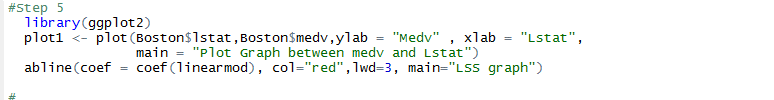 #Step 5
library(ggplot2)
plot1 <- plot(Boston$lstat,Boston$medv,ylab = "Medv" , xlab = "Lstat",
main = "Plot Graph between medv and Lstat")
abline(coef = coef(linearmod), col="red",lwd=3, main="LSS graph")
#